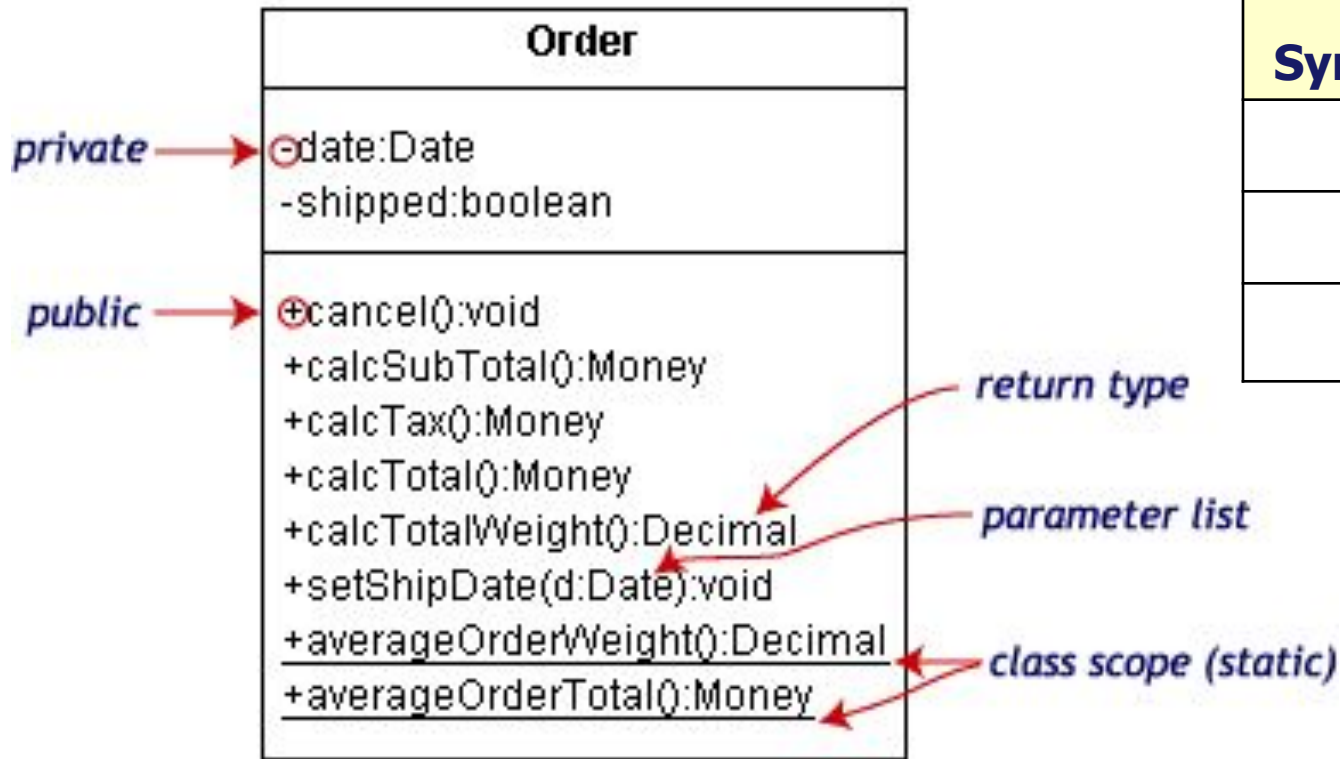 Order
private
-date:Date
-shipped:boolean
public
+cancel():void
+calcSubTotal():Money
+calcTax():Money
+calcTotal():Money
+calcTotalWeight():Decimal
+setShipDate(d:Date):void
+averageOrderWeight():Decimal
+averageOrderTotal():Money
return type
parameter list
class scope (static)